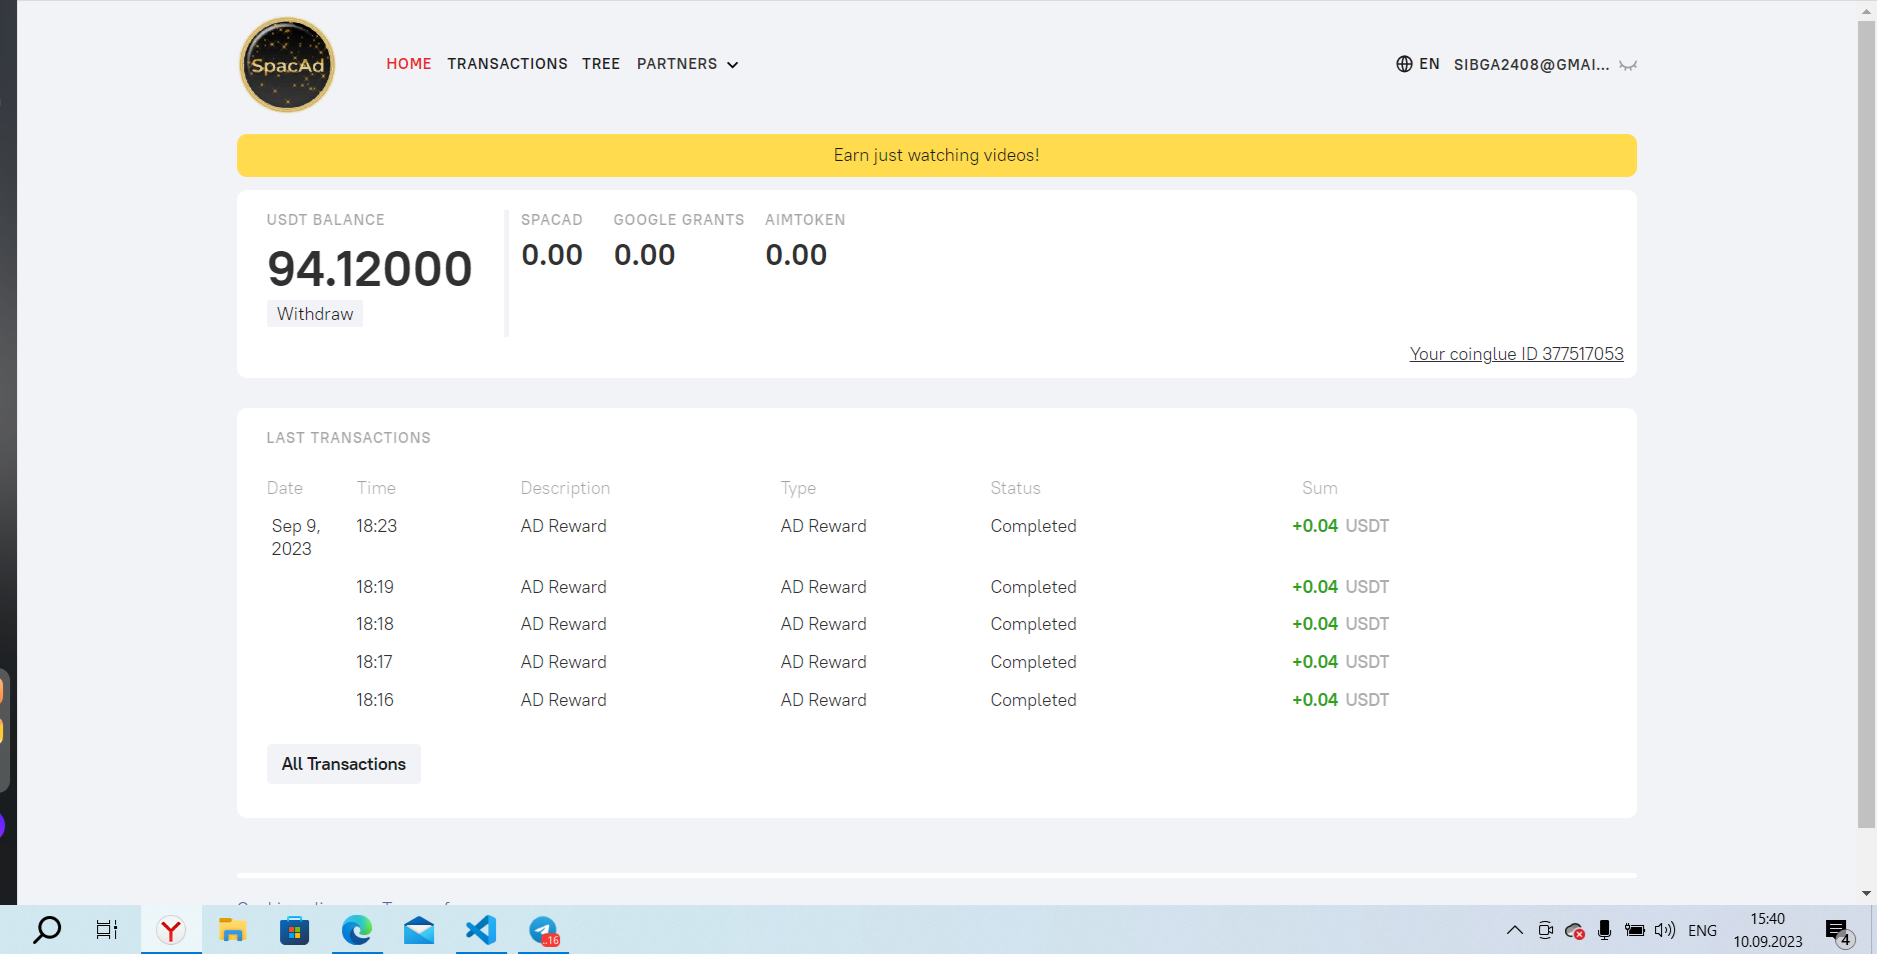 SpacAd
HOME TRANSACTIONS TREE PARTNERS
EN SIBGA2408@GMAI...
Earn just watching videos!
USDT BALANCE
94.12000
Withdraw
SPACAD GOOGLE GRANTS AIMTOKEN
0.00 0.00 0.00
Your coinglue ID 377517053
LAST TRANSACTIONS
Date Time Description Type Status Sum
Sep 9, 2023 18:23 AD Reward AD Reward Completed +0.04 USDT
18:19 AD Reward AD Reward Completed +0.04 USDT
18:18 AD Reward AD Reward Completed +0.04 USDT
18:17 AD Reward AD Reward Completed +0.04 USDT
18:16 AD Reward AD Reward Completed +0.04 USDT
All Transactions
..16
ENG
15:40
10.09.2023
4